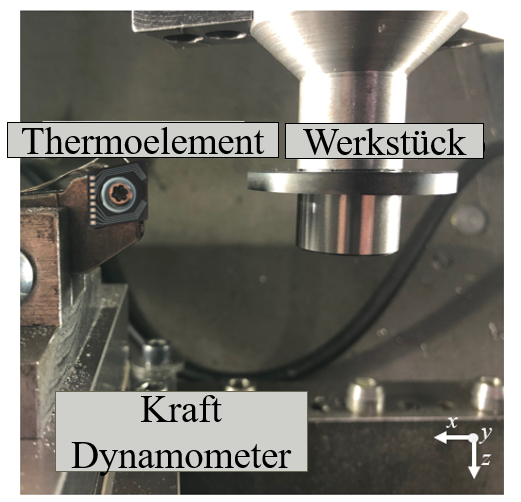 Thermoelement
Werkstück
Kraft
Dynamometer
x
y
z